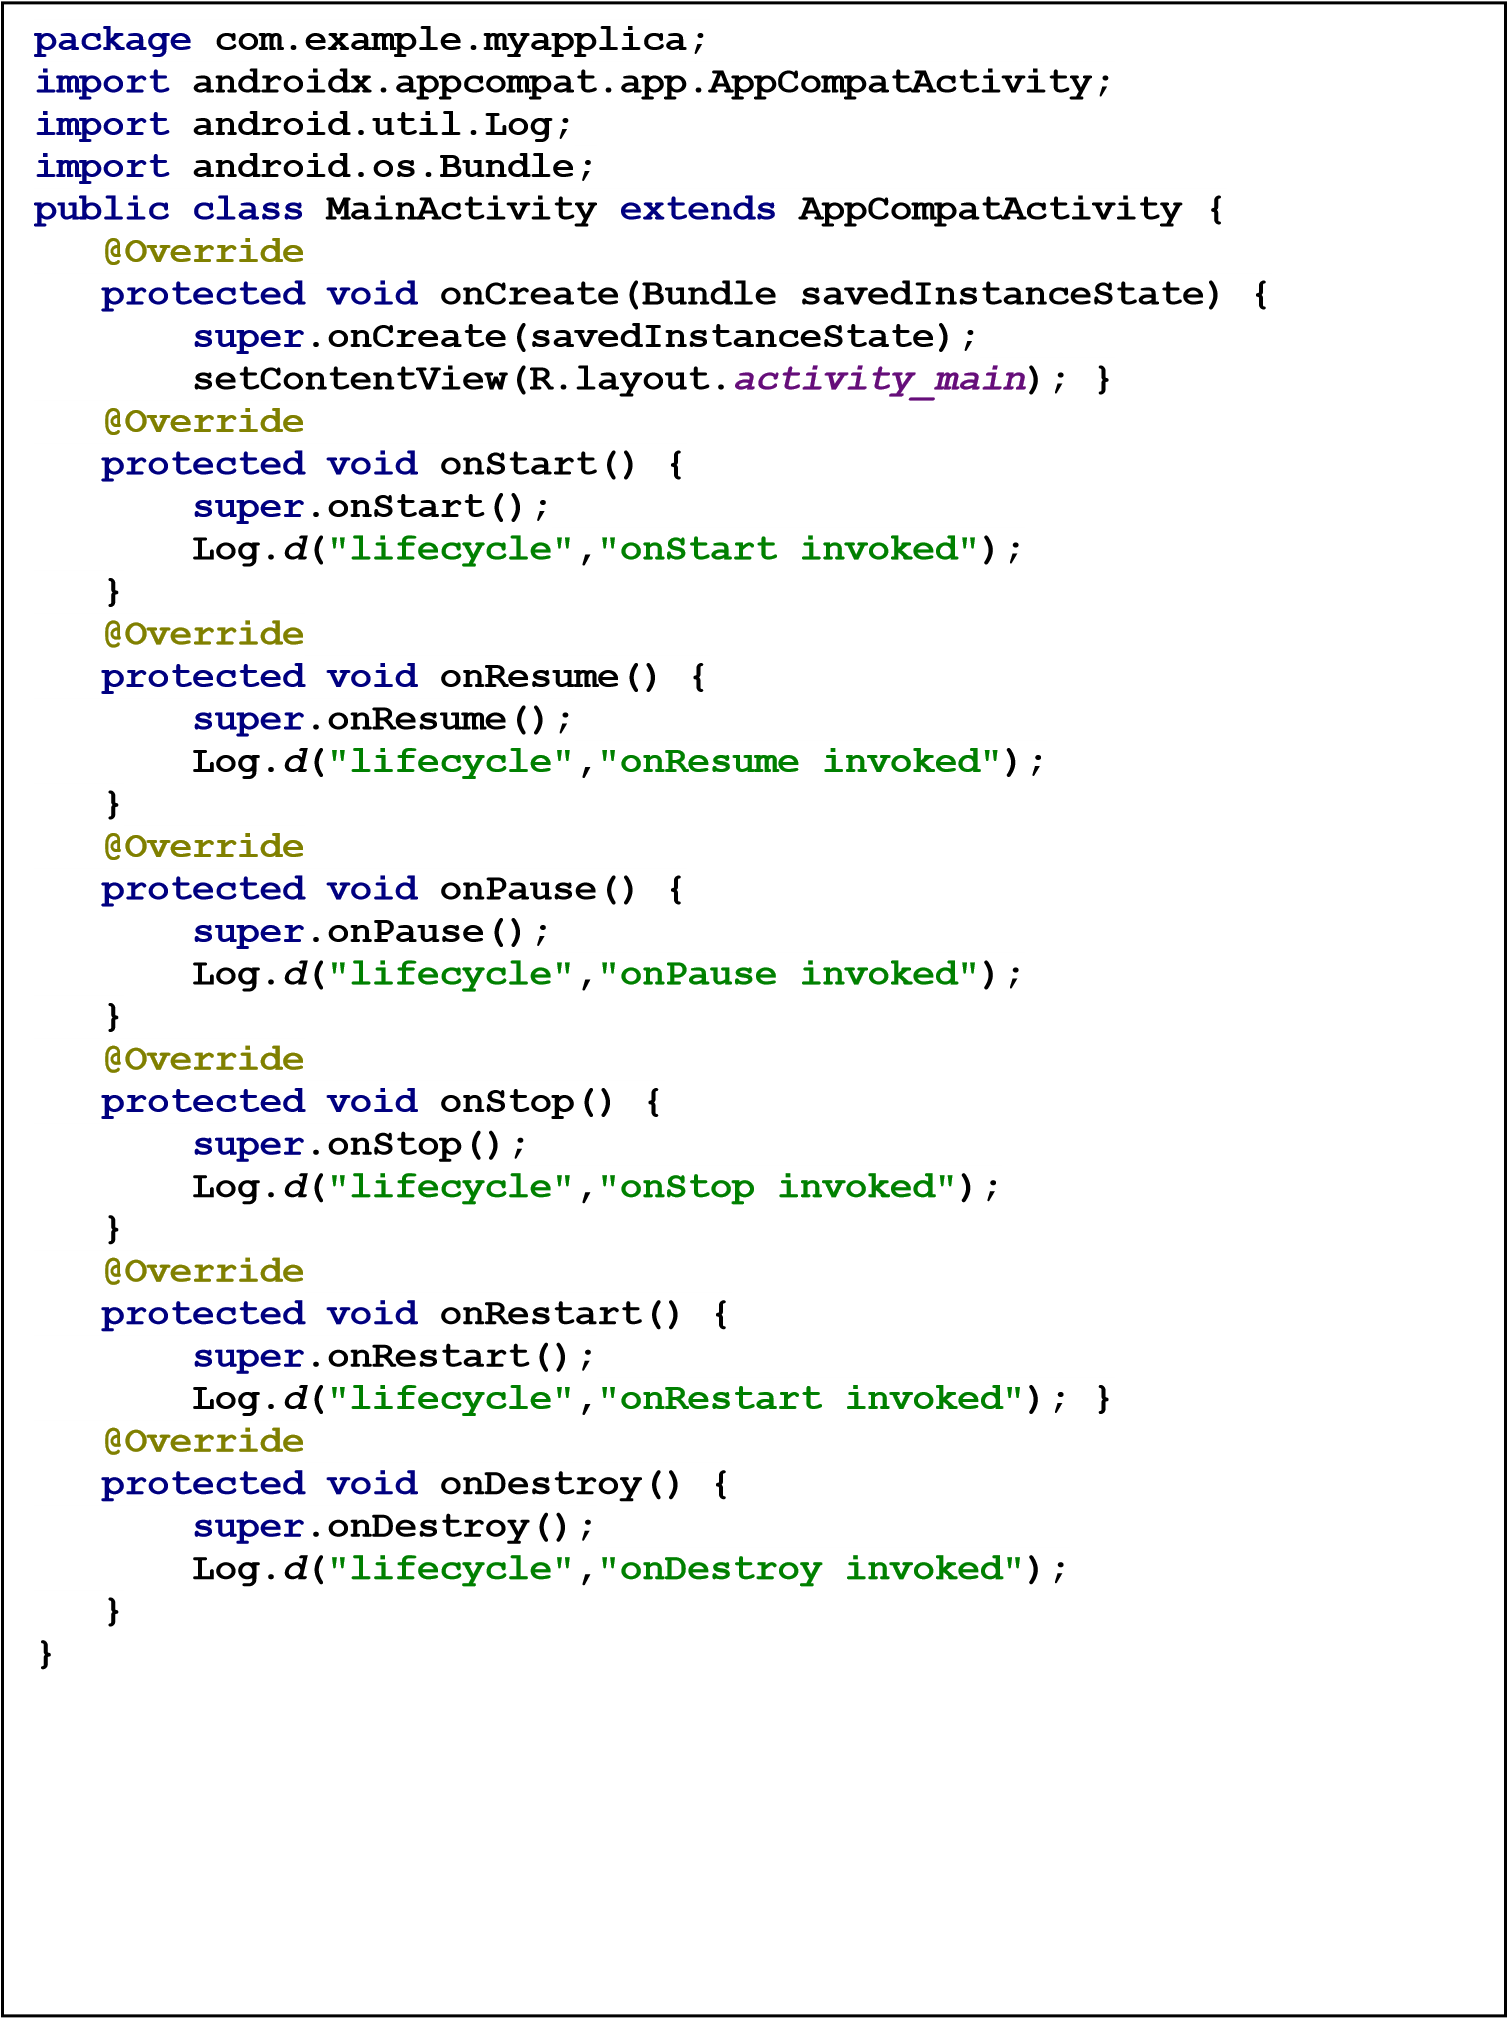 package com.example.myapplica;
import androidx.appcompat.app.AppCompatActivity;
import android.util.Log;
import android.os.Bundle;
public class MainActivity extends AppCompatActivity {
@Override
protected void onCreate(Bundle savedInstanceState) {
super.onCreate(savedInstanceState);
setContentView(R.layout.activity_main); }
@Override
protected void onStart() {
super.onStart();
Log.d("lifecycle","onStart invoked");
}
@Override
protected void onResume() {
super.onResume();
Log.d("lifecycle","onResume invoked");
}
@Override
protected void onPause() {
super.onPause();
Log.d("lifecycle","onPause invoked");
}
@Override
protected void onStop() {
super.onStop();
Log.d("lifecycle","onStop invoked");
}
@Override
protected void onRestart() {
super.onRestart();
Log.d("lifecycle","onRestart invoked"); }
@Override
protected void onDestroy() {
super.onDestroy();
Log.d("lifecycle","onDestroy invoked");
}
}